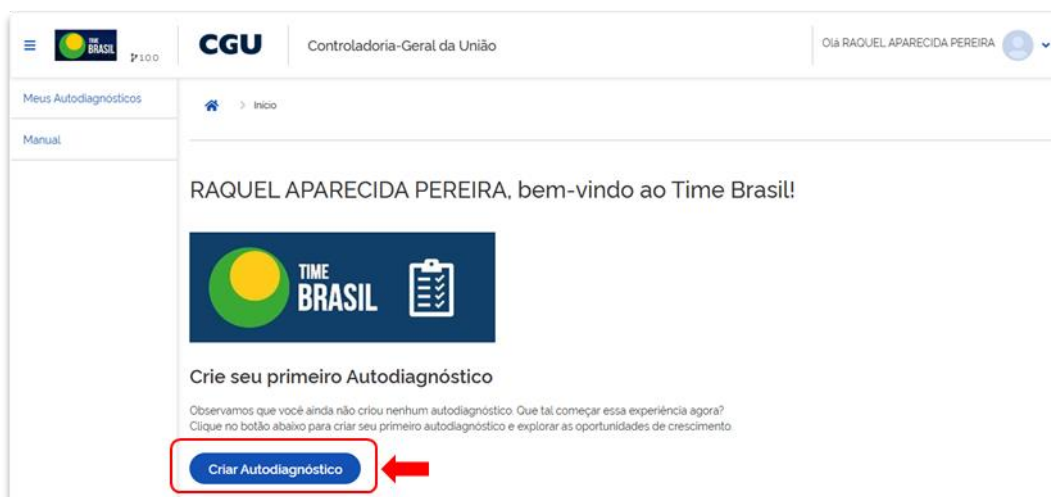 TIME BRASIL
1.0.0
CGU
Controladoria-Geral da União
Olá RAQUEL APARECIDA PEREIRA
Meus Autodiagnósticos
Início
Manual
RAQUEL APARECIDA PEREIRA, bem-vindo ao Time Brasil!
TIME
BRASIL
Crie seu primeiro Autodiagnóstico
Observamos que você ainda não criou nenhum autodiagnóstico. Que tal começar essa experiência agora?
Clique no botão abaixo para criar seu primeiro autodiagnóstico e explorar as oportunidades de crescimento.
Criar Autodiagnóstico